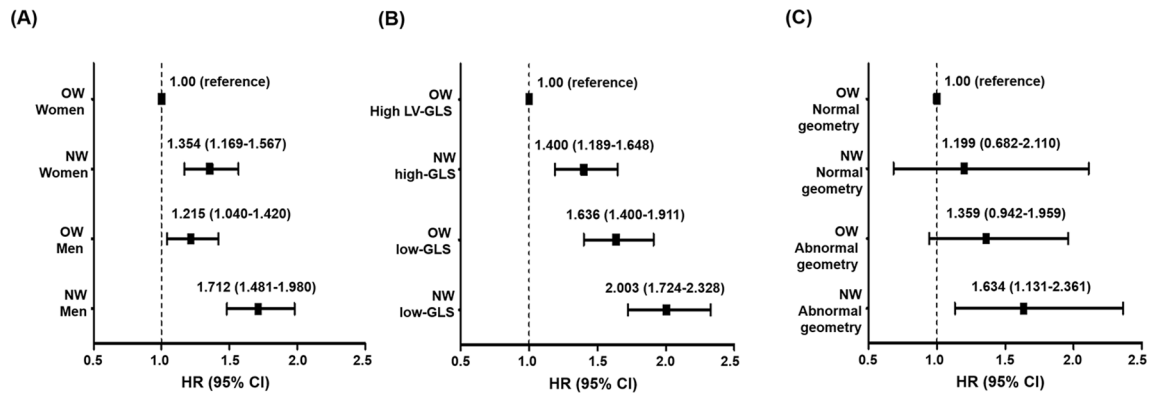 (A)
1.00 (reference)
OW
Women
1.354 (1.169-1.567)
NW
Women
1.215 (1.040-1.420)
OW
Men
1.712 (1.481-1.980)
NW
Men
0.5 1.0 1.5 2.0 2.5
HR (95% CI)
(B)
1.00 (reference)
OW
High LV-GLS
1.400 (1.189-1.648)
NW
high-GLS
1.636 (1.400-1.911)
OW
low-GLS
2.003 (1.724-2.328)
NW
low-GLS
0.5 1.0 1.5 2.0 2.5
HR (95% CI)
(C)
1.00 (reference)
OW
Normal
geometry
1.199 (0.682-2.110)
NW
Normal
geometry
1.359 (0.942-1.959)
OW
Abnormal
geometry
1.634 (1.131-2.361)
NW
Abnormal
geometry
0.5 1.0 1.5 2.0 2.5
HR (95% CI)